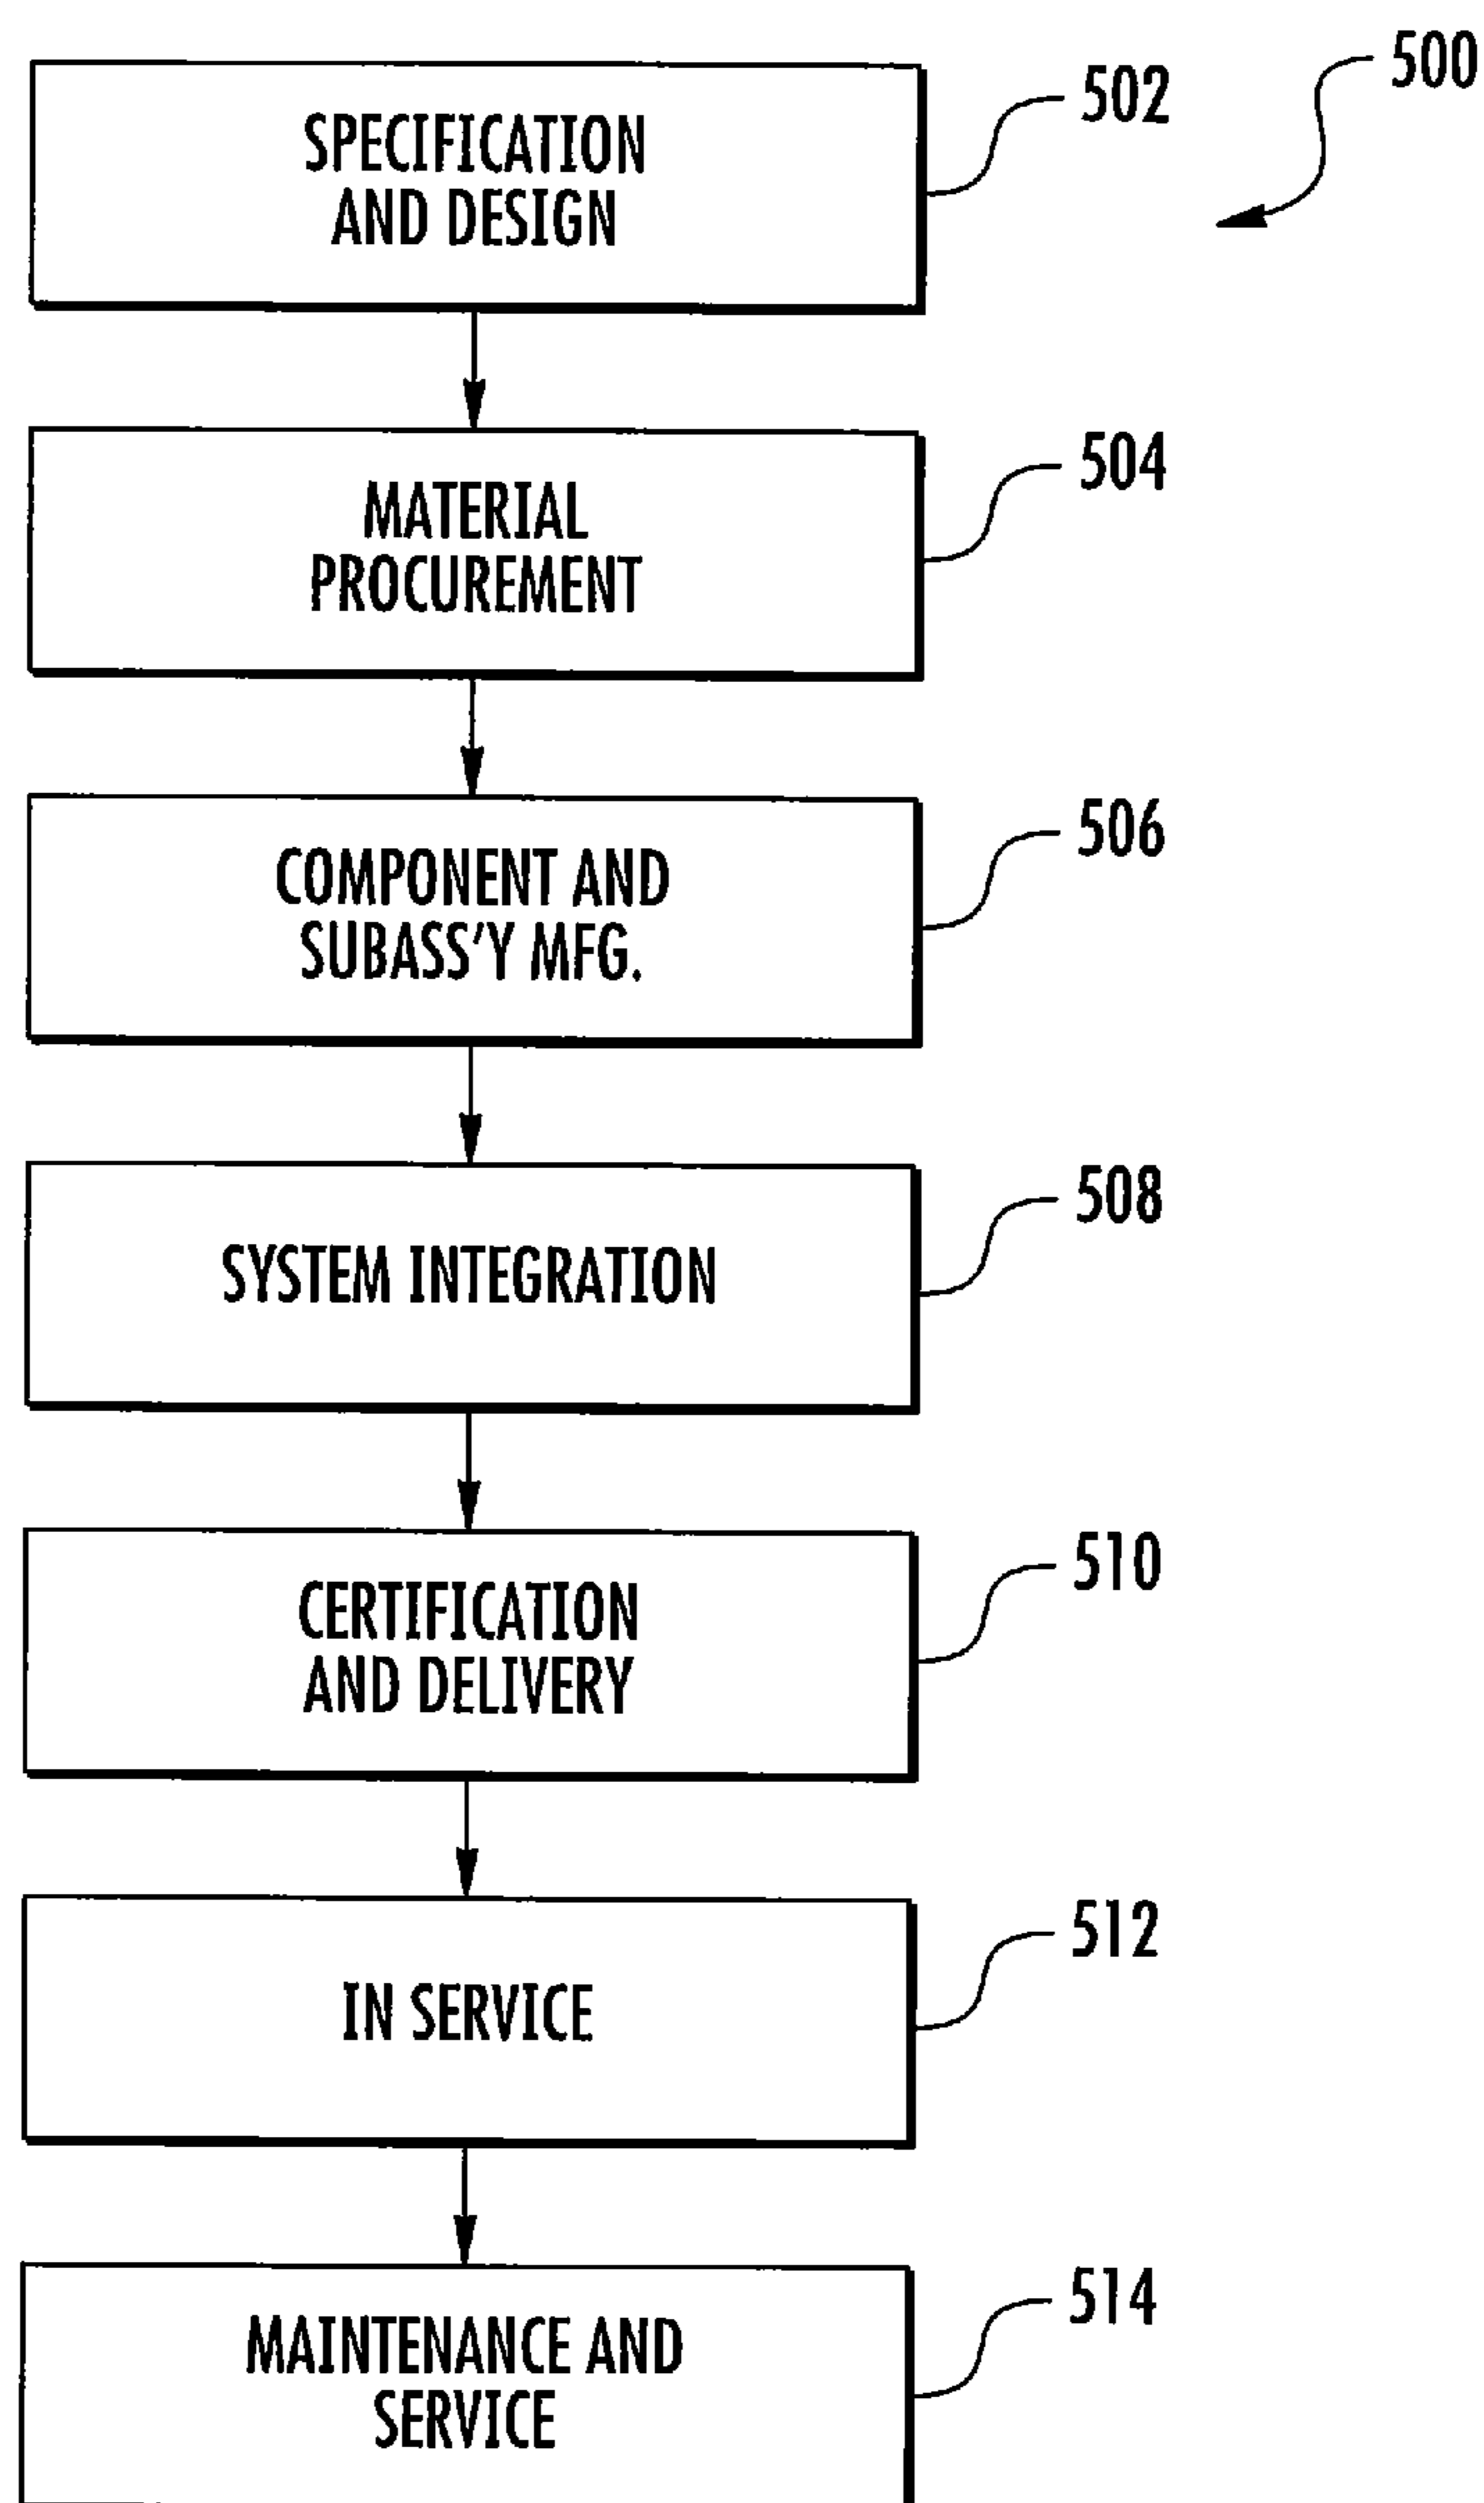 500
502
SPECIFICATION
AND DESIGN
504
MATERIAL
PROCUREMENT
506
COMPONENT AND
SUBASS'Y MFG.
508
SYSTEM INTEGRATION
510
CERTIFICATION
AND DELIVERY
512
IN SERVICE
514
MAINTENANCE AND
SERVICE